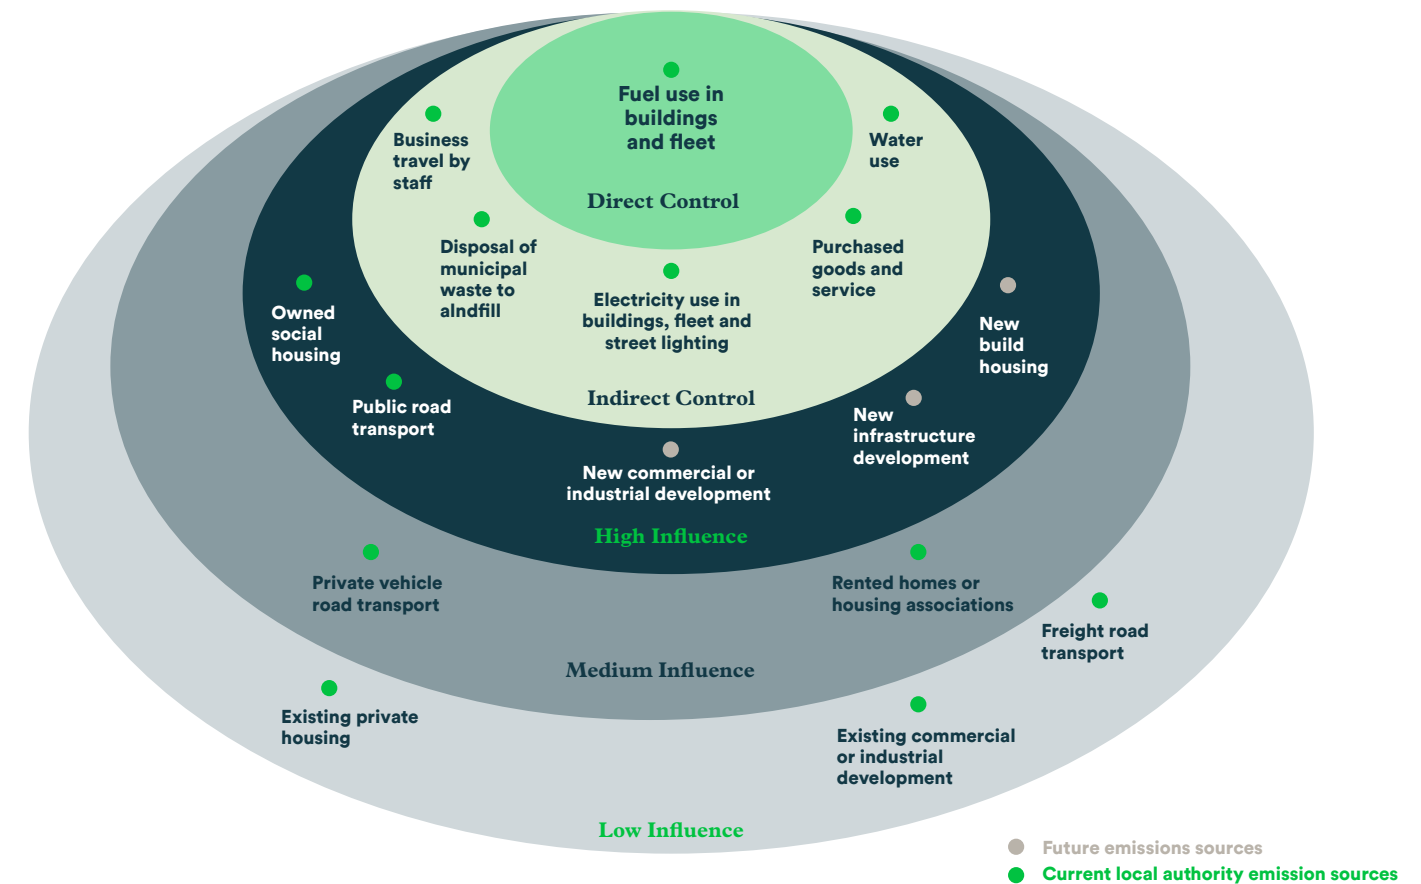 Fuel use in
buildings
and fleet
Direct Control
Business
travel by
staff
Water
use
Disposal of
municipal
waste to
alndfill
Purchased
goods and
service
Electricity use in
buildings, fleet and
street lighting
Indirect Control
Owned
social
housing
New
build
housing
Public road
transport
New
infrastructure
development
New commercial or
industrial development
High Influence
Private vehicle
road transport
Rented homes or
housing associations
Medium Influence
Freight road
transport
Existing private
housing
Existing commercial
or industrial
development
Low Influence
Future emissions sources
Current local authority emission sources